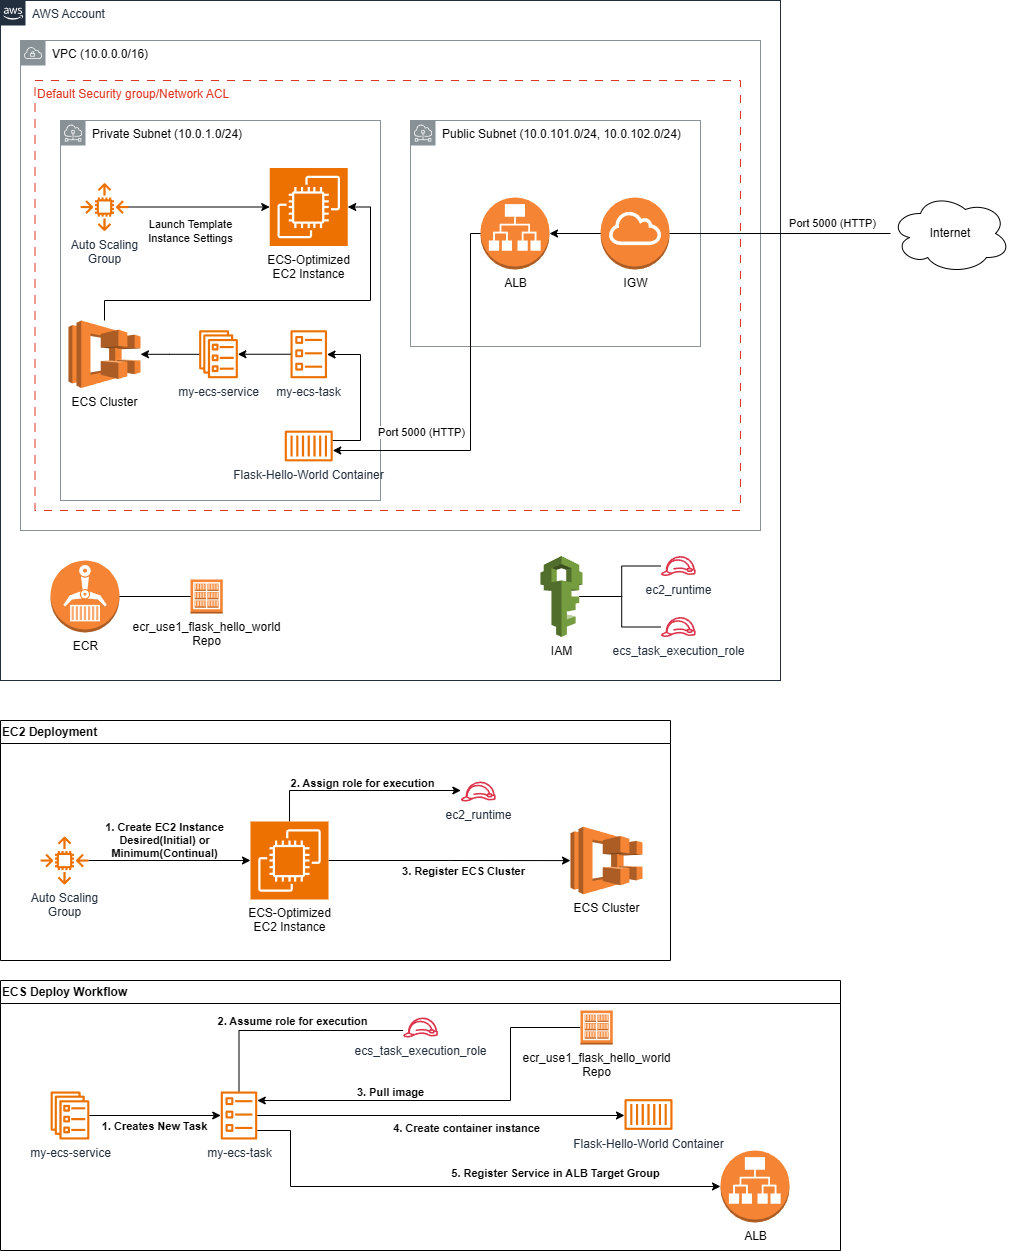 aws
AWS Account
VPC (10.0.0.0/16)
Default Security group/Network ACL
Private Subnet (10.0.1.0/24)
Public Subnet (10.0.101.0/24, 10.0.102.0/24)
Auto Scaling
Group
Launch Template
Instance Settings
ECS-Optimized
EC2 Instance
ALB
IGW
Port 5000 (HTTP)
Internet
ECS Cluster
my-ecs-service
my-ecs-task
Port 5000 (HTTP)
Flask-Hello-World Container
ECR
ecr_use1_flask_hello_world
Repo
IAM
ec2_runtime
ecs_task_execution_role
EC2 Deployment
Auto Scaling
Group
1. Create EC2 Instance
Desired(Initial) or
Minimum(Continual)
ECS-Optimized
EC2 Instance
2. Assign role for execution
ec2_runtime
3. Register ECS Cluster
ECS Cluster
ECS Deploy Workflow
my-ecs-service
1. Creates New Task
my-ecs-task
2. Assume role for execution
ecs_task_execution_role
ecr_use1_flask_hello_world
Repo
3. Pull image
4. Create container instance
Flask-Hello-World Container
5. Register Service in ALB Target Group
ALB